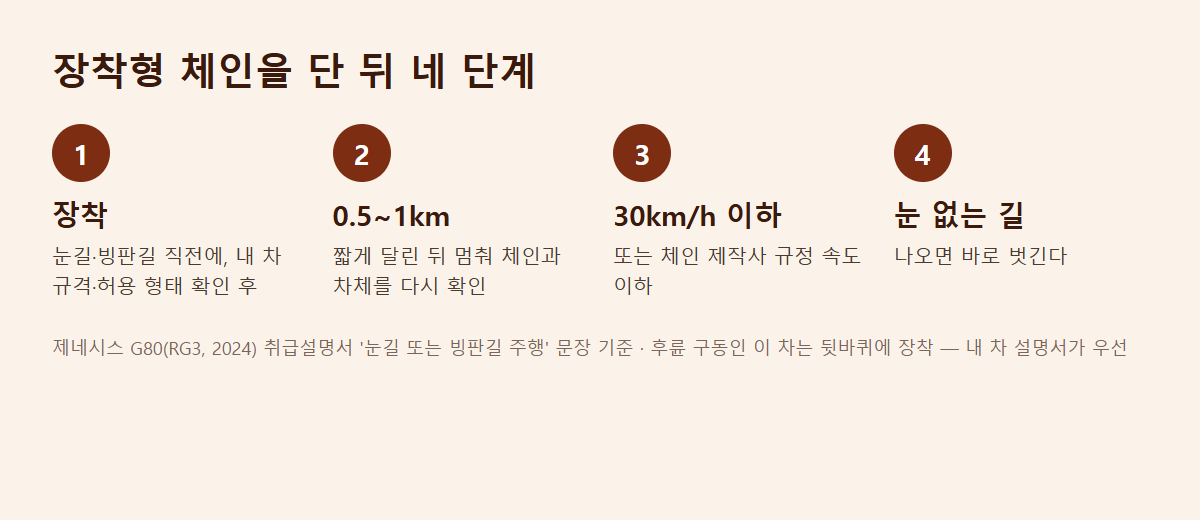 장착형 체인을 단 뒤 네 단계
1
장착
눈길·빙판길 직전에, 내 차
규격·허용 형태 확인 후
2
0.5~1km
짧게 달린 뒤 멈춰 체인과
차체를 다시 확인
3
30km/h 이하
또는 체인 제작사 규정 속도
이하
4
눈 없는 길
나오면 바로 벗긴다
제네시스 G80(RG3, 2024) 취급설명서 '눈길 또는 빙판길 주행' 문장 기준 · 후륜 구동인 이 차는 뒷바퀴에 장착 — 내 차 설명서가 우선